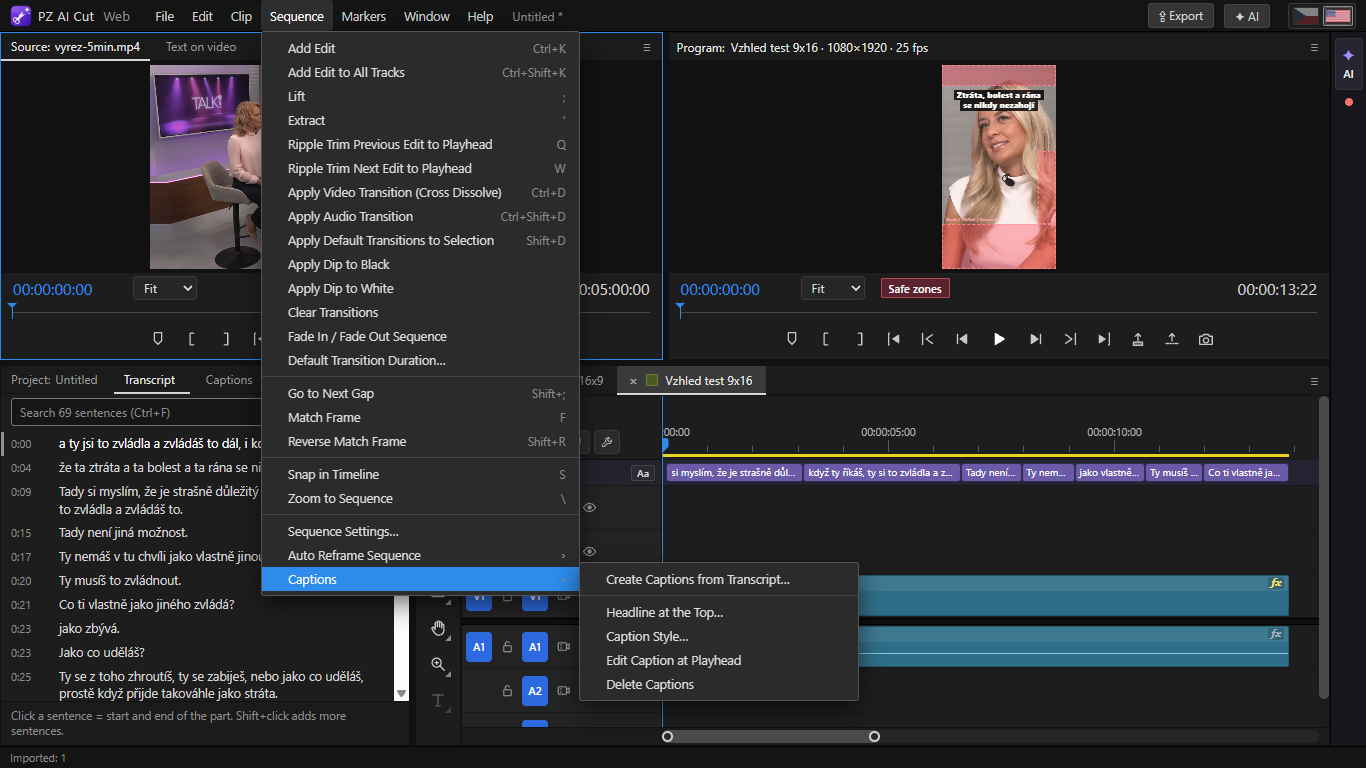 PZ AI Cut Web File Edit Clip Sequence Markers Window Help Untitled * Export AI
Source: vyrez-5min.mp4 Text on video
TALK?
00:00:00:00 Fit 0:05:00:00
Add Edit Ctrl+K
Add Edit to All Tracks Ctrl+Shift+K
Lift ;
Extract '
Ripple Trim Previous Edit to Playhead Q
Ripple Trim Next Edit to Playhead W
Apply Video Transition (Cross Dissolve) Ctrl+D
Apply Audio Transition Ctrl+Shift+D
Apply Default Transitions to Selection Shift+D
Apply Dip to Black
Apply Dip to White
Clear Transitions
Fade In / Fade Out Sequence
Default Transition Duration...
Go to Next Gap Shift+;
Match Frame F
Reverse Match Frame Shift+R
Snap in Timeline S
Zoom to Sequence \
Sequence Settings...
Auto Reframe Sequence ›
Captions ›
Create Captions from Transcript...
Headline at the Top...
Caption Style...
Edit Caption at Playhead
Delete Captions
Program: Vzhled test 9x16 · 1080×1920 · 25 fps
Ztráta, bolest a rána
se nikdy nezahojí
00:00:00:00 Fit Safe zones 00:00:13:22
AI
Project: Untitled Transcript Captions
Search 69 sentences (Ctrl+F)
0:00 a ty jsi to zvládla a zvládáš to dál, i k
0:04 že ta ztráta a ta bolest a ta rána se ni
0:09 Tady si myslím, že je strašně důležitý
to zvládla a zvládáš to.
0:15 Tady není jiná možnost.
0:17 Ty nemáš v tu chvíli jako vlastně jinou
0:20 Ty musíš to zvládnout.
0:21 Co ti vlastně jako jiného zvládá?
0:23 jako zbývá.
0:23 Jako co uděláš?
0:25 Ty se z toho zhroutíš, ty se zabiješ, nebo jako co uděláš,
prostě když přijde takováhle jako stráta.
Click a sentence = start and end of the part. Shift+click adds more
sentences.
16x9 × Vzhled test 9x16
:00:00 00:00:05:00 00:00:10:00
Aa si myslím, že je strašně důl... když ty říkáš, ty si to zvládla a z... Tady není... Ty nem... jako vlastně... Ty musíš ... Co ti vlastně ja...
V1 V1 fx
A1 A1 fx
A2
T
Imported: 1